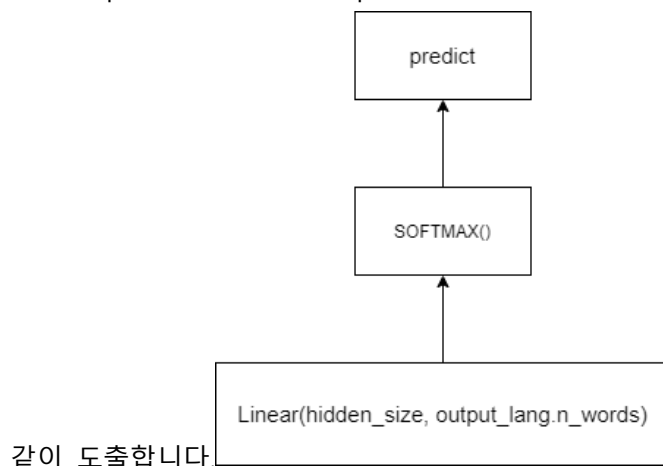 predict
SOFTMAX()
Linear(hidden_size, output_lang.n_words)
같이 도출합니다.